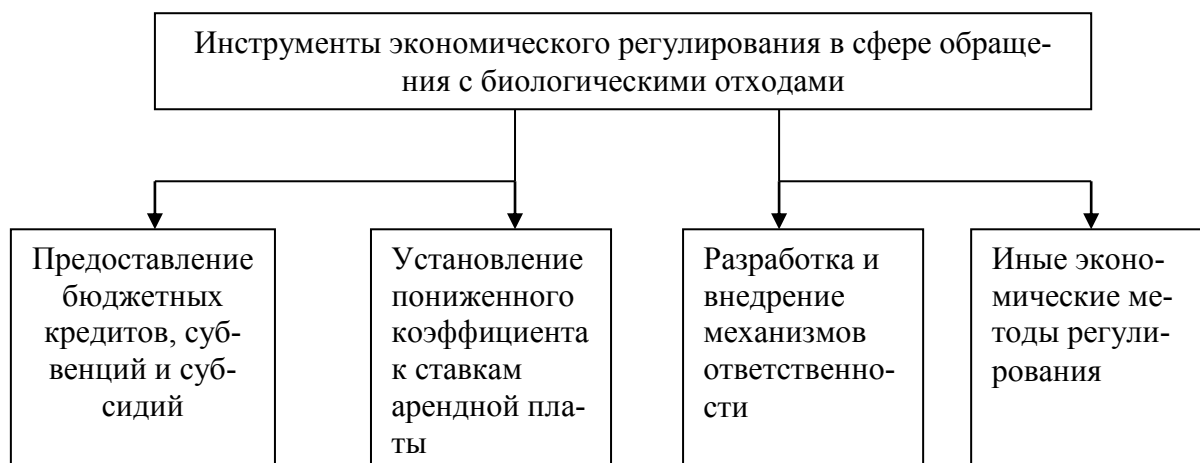 Инструменты экономического регулирования в сфере обраще-
ния с биологическими отходами
Предоставление
бюджетных
кредитов, суб-
венций и суб-
сидий
Установление
пониженного
коэффициента
к ставкам
арендной пла-
ты
Разработка и
внедрение
механизмов
ответственно-
сти
Иные эконо-
мические ме-
тоды регули-
рования